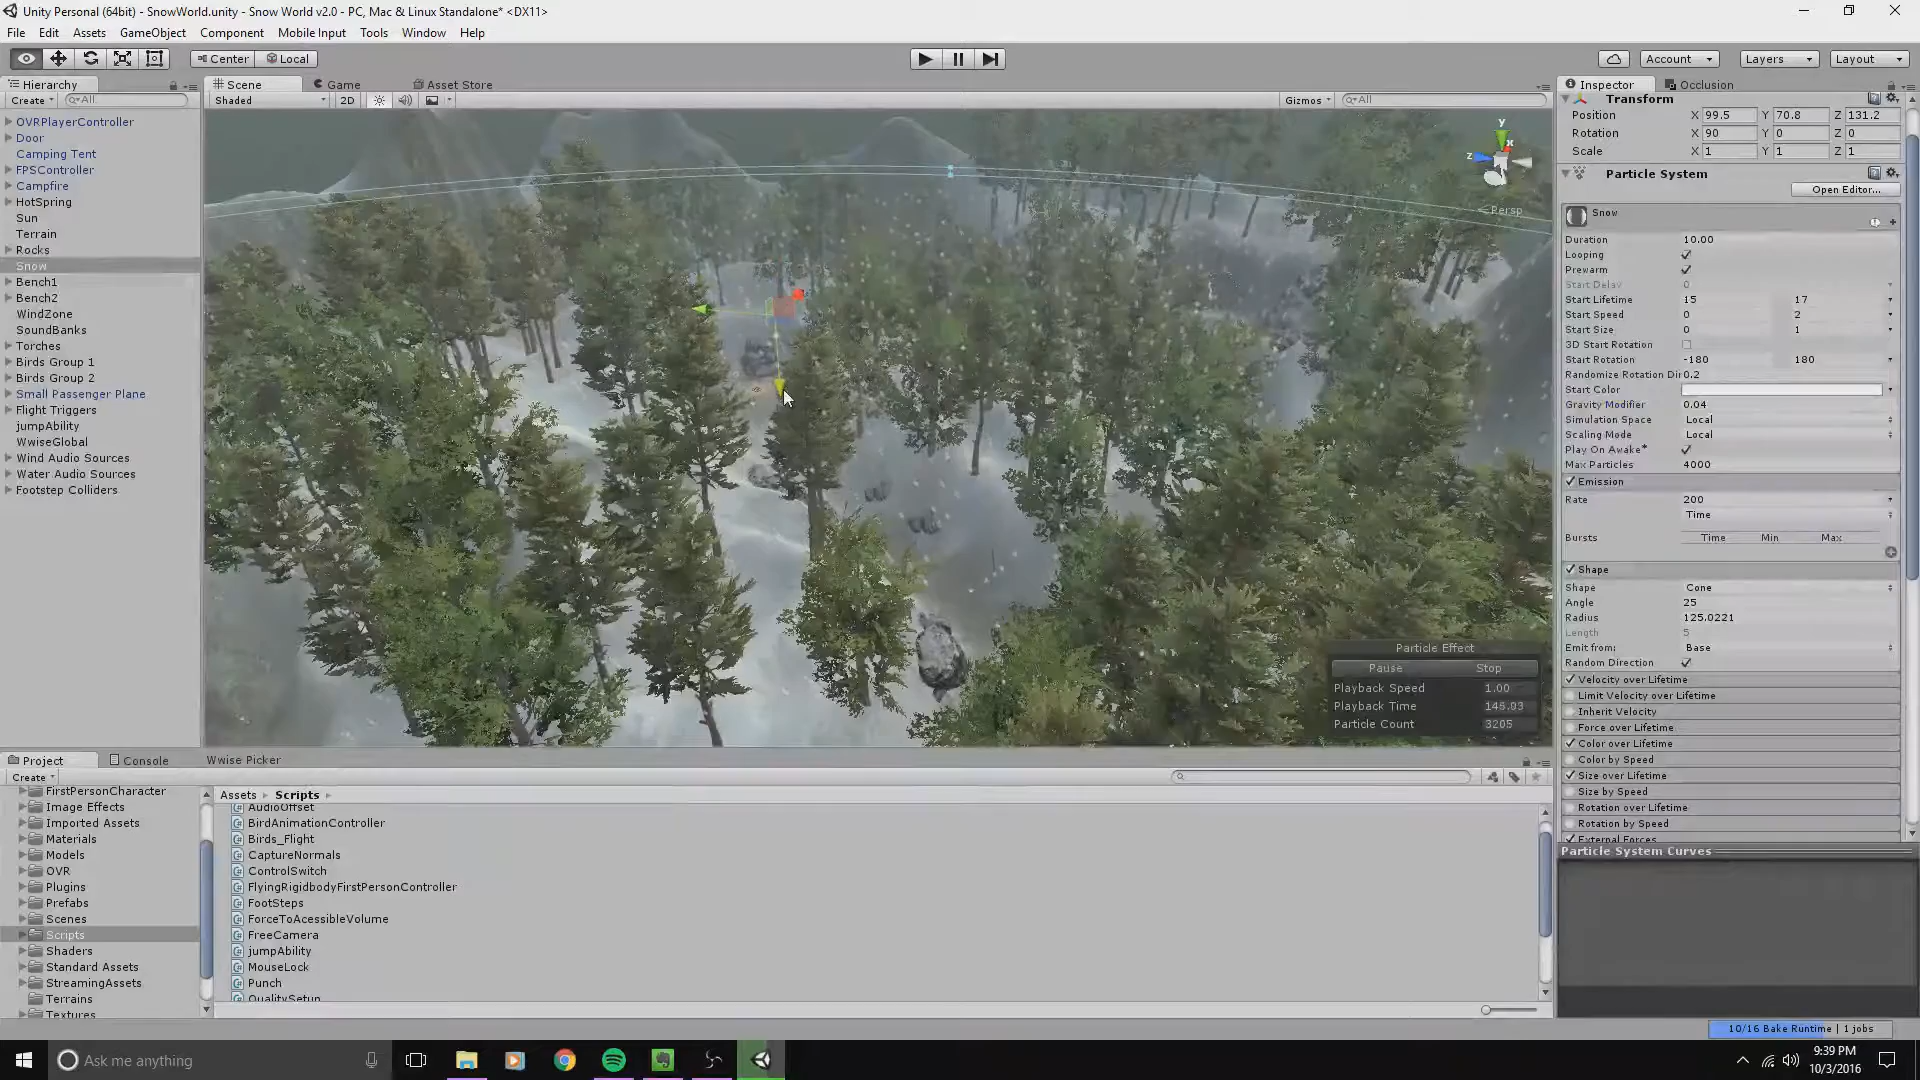 Unity Personal (64bit) - SnowWorld.unity - Snow World v2.0 - PC, Mac & Linux Standalone* <DX11>
File Edit Assets GameObject Component Mobile Input Tools Window Help
Center Local Account Layers Layout
Hierarchy
Create All
OVRPlayerController
Door
Camping Tent
FPSController
Campfire
HotSpring
Sun
Terrain
Rocks
Snow
Bench1
Bench2
WindZone
SoundBanks
Torches
Birds Group 1
Birds Group 2
Small Passenger Plane
Flight Triggers
jumpAbility
WwiseGlobal
Wind Audio Sources
Water Audio Sources
Footstep Colliders
Scene Game Asset Store
Shaded 2D Gizmos All
y
x
z
Persp
Particle Effect
Pause Stop
Playback Speed 1.00
Playback Time
Particle Count 3205
Inspector Occlusion
Transform
Position X 99.5 Y 70.8 Z 131.2
Rotation X 90 Y 0 Z 0
Scale X 1 Y 1 Z 1
Particle System
Open Editor...
Snow
Duration 10.00
Looping
Prewarm
Start Delay 0
Start Lifetime 15 17
Start Speed 0 2
Start Size 0 1
3D Start Rotation
Start Rotation -180 180
Randomize Rotation Dir 0.2
Start Color
Gravity Modifier 0.04
Simulation Space Local
Scaling Mode Local
Play On Awake*
Max Particles 4000
Emission
Rate 200
Time
Bursts Time Min Max
Shape
Shape Cone
Angle 25
Radius 125.0221
Length 5
Emit from: Base
Random Direction
Velocity over Lifetime
Limit Velocity over Lifetime
Inherit Velocity
Force over Lifetime
Color over Lifetime
Color by Speed
Size over Lifetime
Size by Speed
Rotation over Lifetime
Rotation by Speed
External Forces
Particle System Curves
Project Console Wwise Picker
Create
FirstPersonCharacter
Image Effects
Imported Assets
Materials
Models
OVR
Plugins
Prefabs
Scenes
Scripts
Shaders
Standard Assets
StreamingAssets
Terrains
Textures
Assets Scripts
AudioOffset
BirdAnimationController
Birds_Flight
CaptureNormals
ControlSwitch
FlyingRigidbodyFirstPersonController
FootSteps
ForceToAcessibleVolume
FreeCamera
jumpAbility
MouseLock
Punch
QualitySetup
10/16 Bake Runtime | 1 jobs
Ask me anything
9:39 PM
10/3/2016